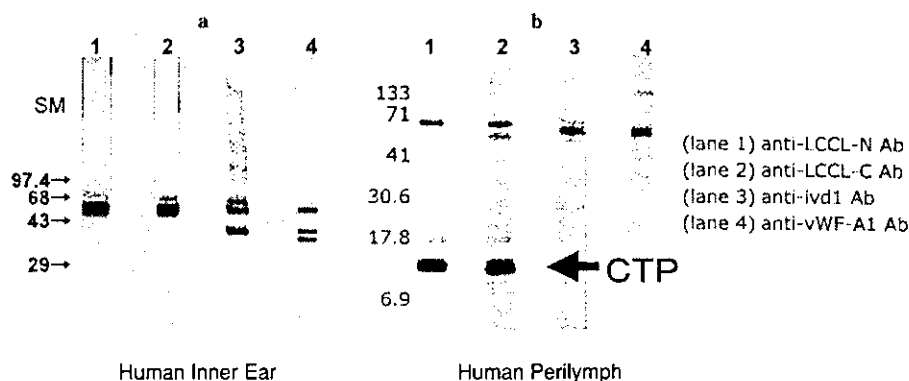 a
b
1 2 3 4
1 2 3 4
SM
97.4→
68→
43→
29→
133
71
41
30.6
17.8
6.9
CTP
(lane 1) anti-LCCL-N Ab
(lane 2) anti-LCCL-C Ab
(lane 3) anti-ivd1 Ab
(lane 4) anti-vWF-A1 Ab
Human Inner Ear
Human Perilymph